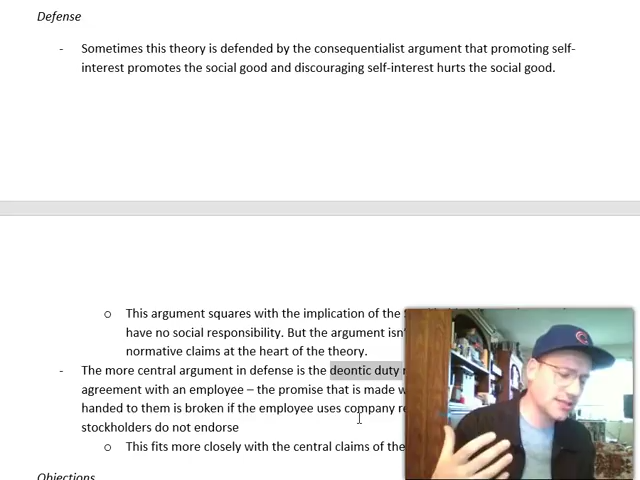 Defense
- Sometimes this theory is defended by the consequentialist argument that promoting self-
interest promotes the social good and discouraging self-interest hurts the social good.
o This argument squares with the implication of the
have no social responsibility. But the argument isn'
normative claims at the heart of the theory.
- The more central argument in defense is the deontic duty
agreement with an employee – the promise that is made
handed to them is broken if the employee uses company
stockholders do not endorse
o This fits more closely with the central claims of the
Objections